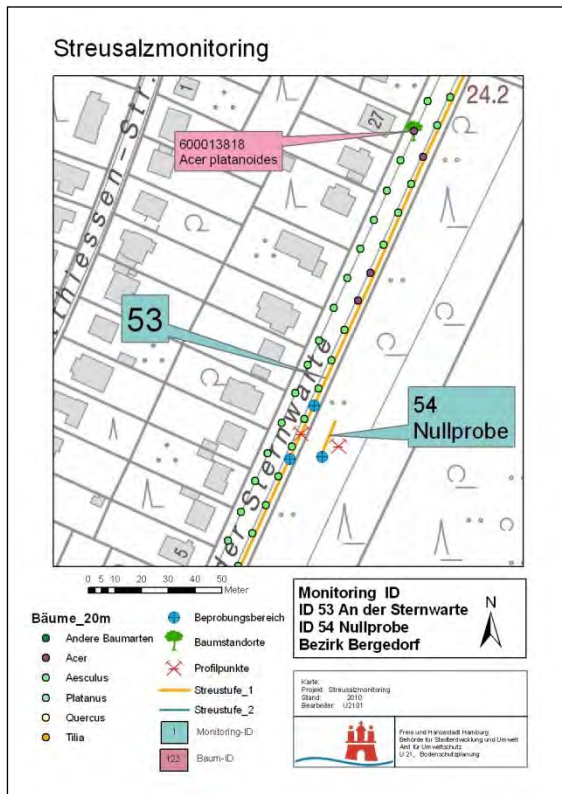 Streusalzmonitoring
1
24.2
27
600013818
Acer platanoides
53
54
Nullprobe
der Sternwarte
5
0 5 10 20 30 40 50
Meter
Bäume_20m
Andere Baumarten
Acer
Aesculus
Platanus
Quercus
Tilia
Beprobungsbereich
Baumstandorte
Profilpunkte
Streustufe_1
Streustufe_2
1 Monitoring-ID
123 Baum-ID
Monitoring ID
ID 53 An der Sternwarte
ID 54 Nullprobe
Bezirk Bergedorf
N
Karte:
Projekt: Streusalzmonitoring
Stand: 2010
Bearbeiter: U2101
Freie und Hansestadt Hamburg
Behörde für Stadtentwicklung und Umwelt
Amt für Umweltschutz
U 21, Bodenschutzplanung